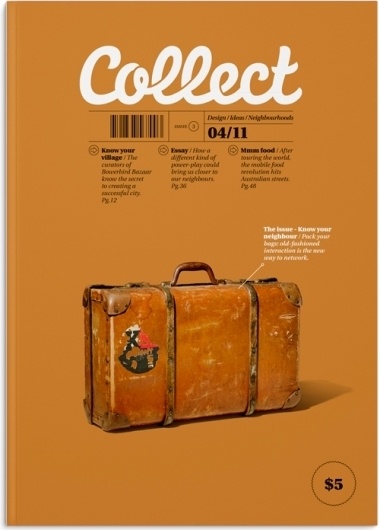 Collect
ISSUE 3
Design / Ideas / Neighbourhoods
04/11
Know your
village / The
curators of
Bowerbird Bazaar
know the secret
to creating a
successful city.
Pg.12
Essay / How a
different kind of
power-play could
bring us closer to
our neighbours.
Pg.36
Mmm food / After
touring the world,
the mobile food
revolution hits
Australian streets.
Pg.48
The issue - Know your
neighbour / Pack your
bags: old-fashioned
interaction is the new
way to network.
$5